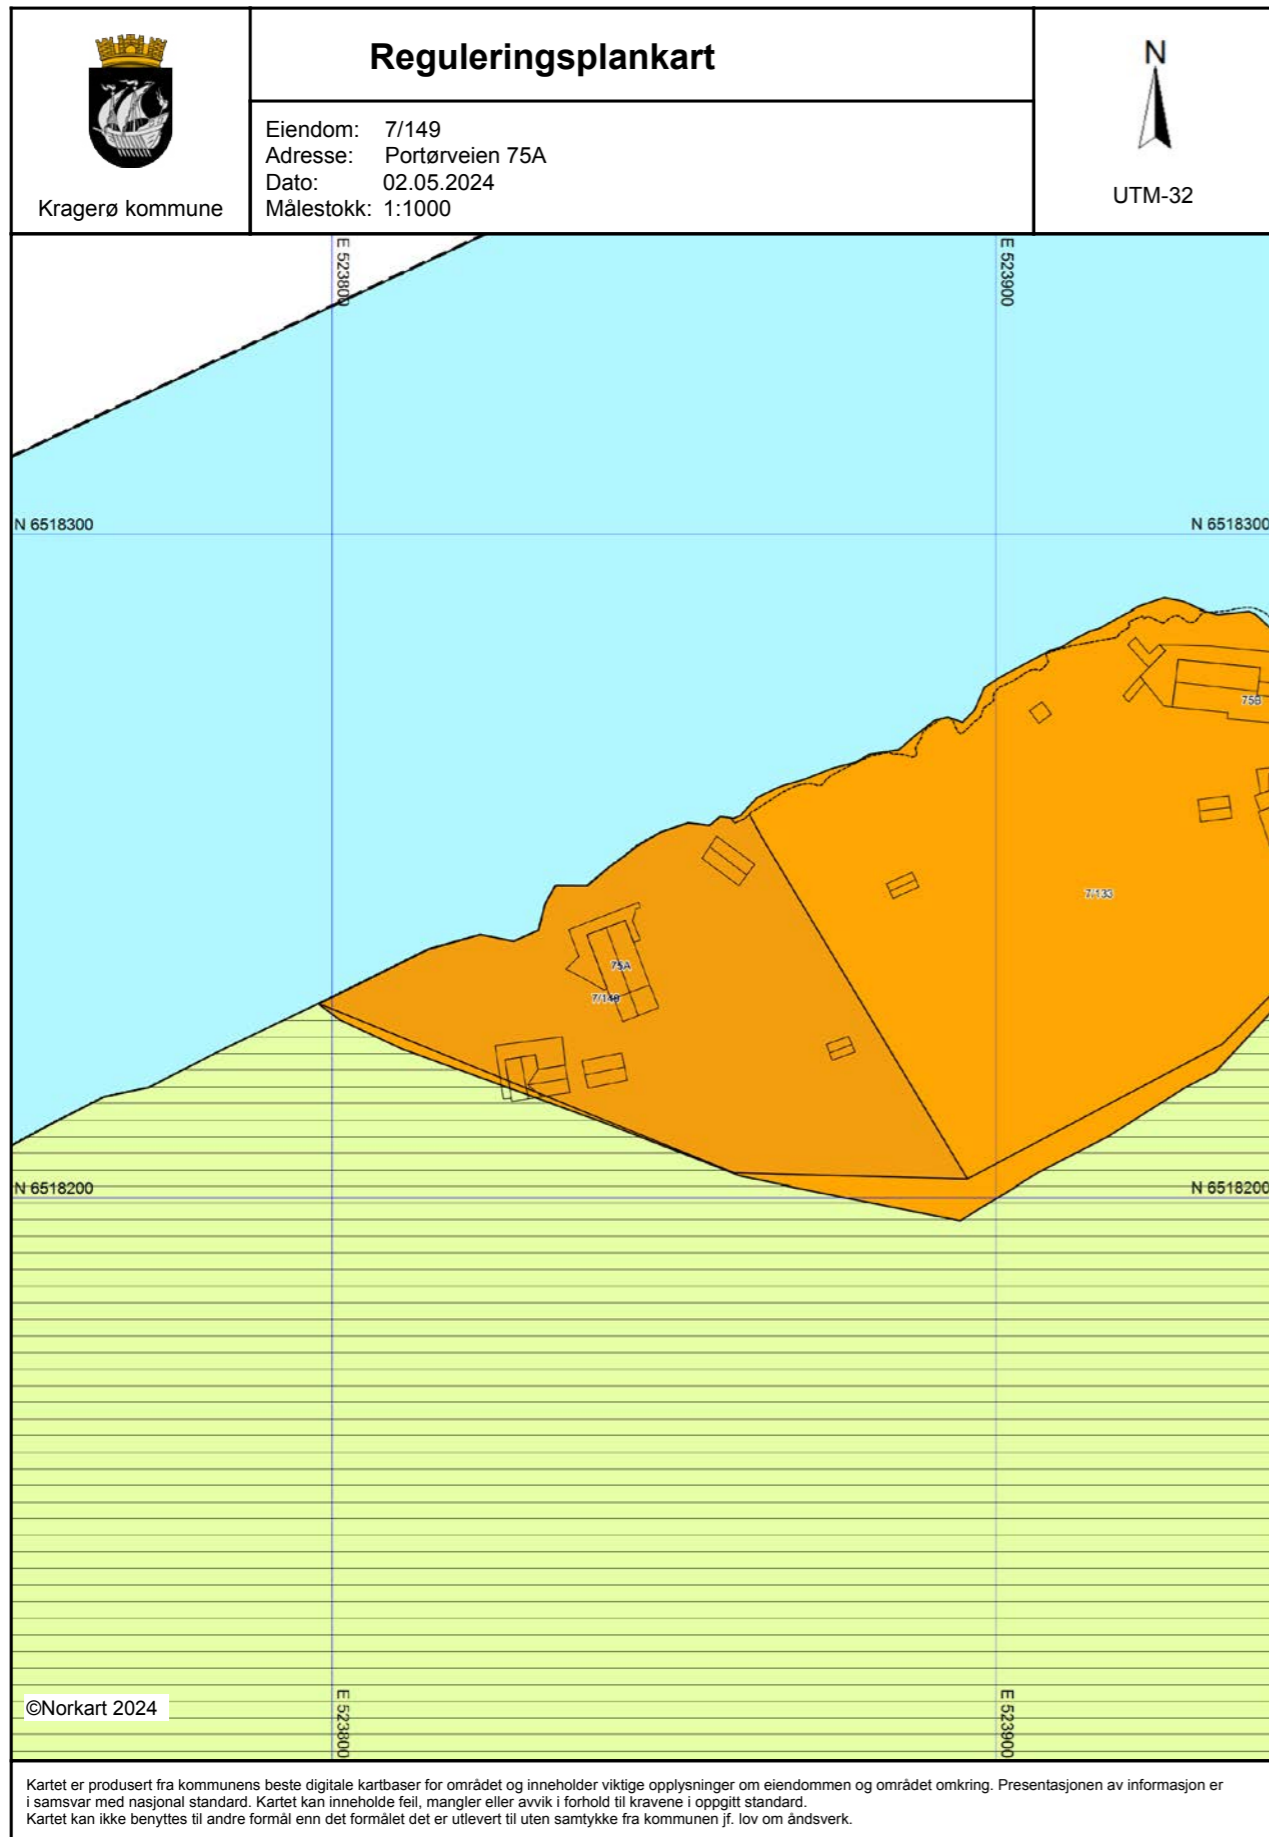 Reguleringsplankart
N
Eiendom: 7/149
Adresse: Portørveien 75A
Dato: 02.05.2024
Målestokk: 1:1000
Kragerø kommune
UTM-32
E 523800
E 523900
N 6518300
N 6518300
75B
7/133
75A
7/149
N 6518200
N 6518200
E 523800
E 523900
©Norkart 2024
Kartet er produsert fra kommunens beste digitale kartbaser for området og inneholder viktige opplysninger om eiendommen og området omkring. Presentasjonen av informasjon er
i samsvar med nasjonal standard. Kartet kan inneholde feil, mangler eller avvik i forhold til kravene i oppgitt standard.
Kartet kan ikke benyttes til andre formål enn det formålet det er utlevert til uten samtykke fra kommunen jf. lov om åndsverk.